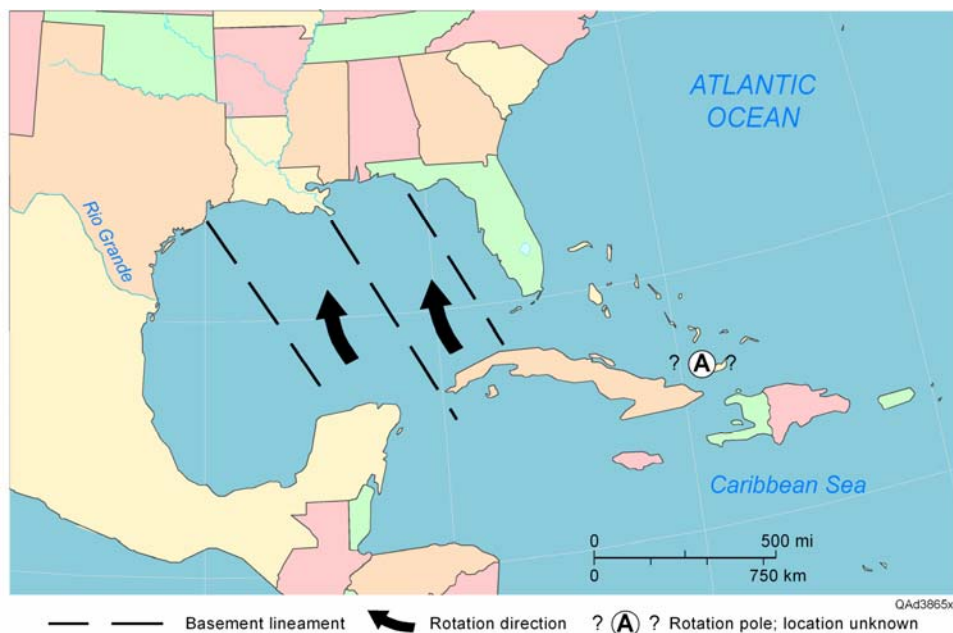 ATLANTIC
OCEAN
Rio Grande
? A ?
Caribbean Sea
0 500 mi
0 750 km
QAd3865x
Basement lineament Rotation direction ? A ? Rotation pole; location unknown